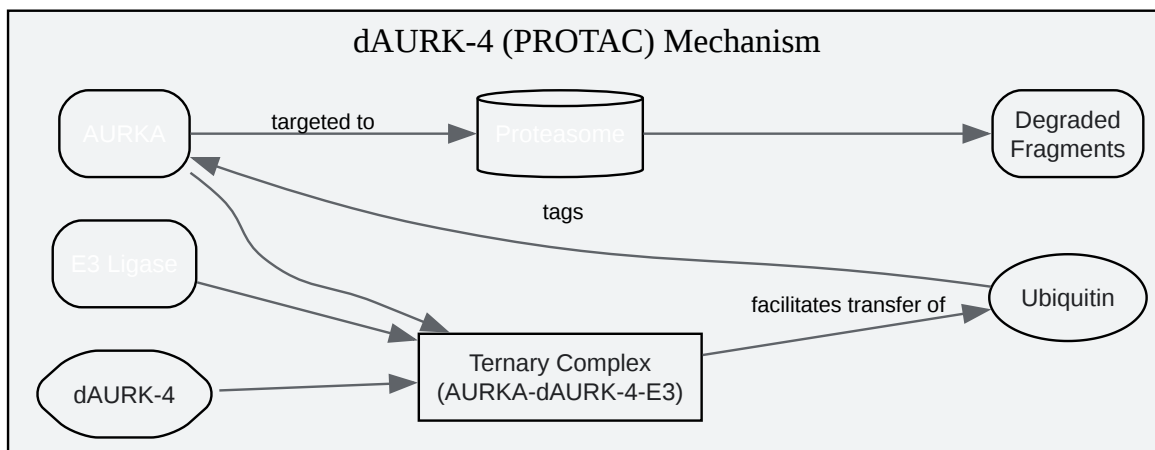 dAURK-4 (PROTAC) Mechanism
AURKA
targeted to
Proteasome
Degraded
Fragments
tags
E3 Ligase
facilitates transfer of
Ubiquitin
Ternary Complex
(AURKA-dAURK-4-E3)
dAURK-4